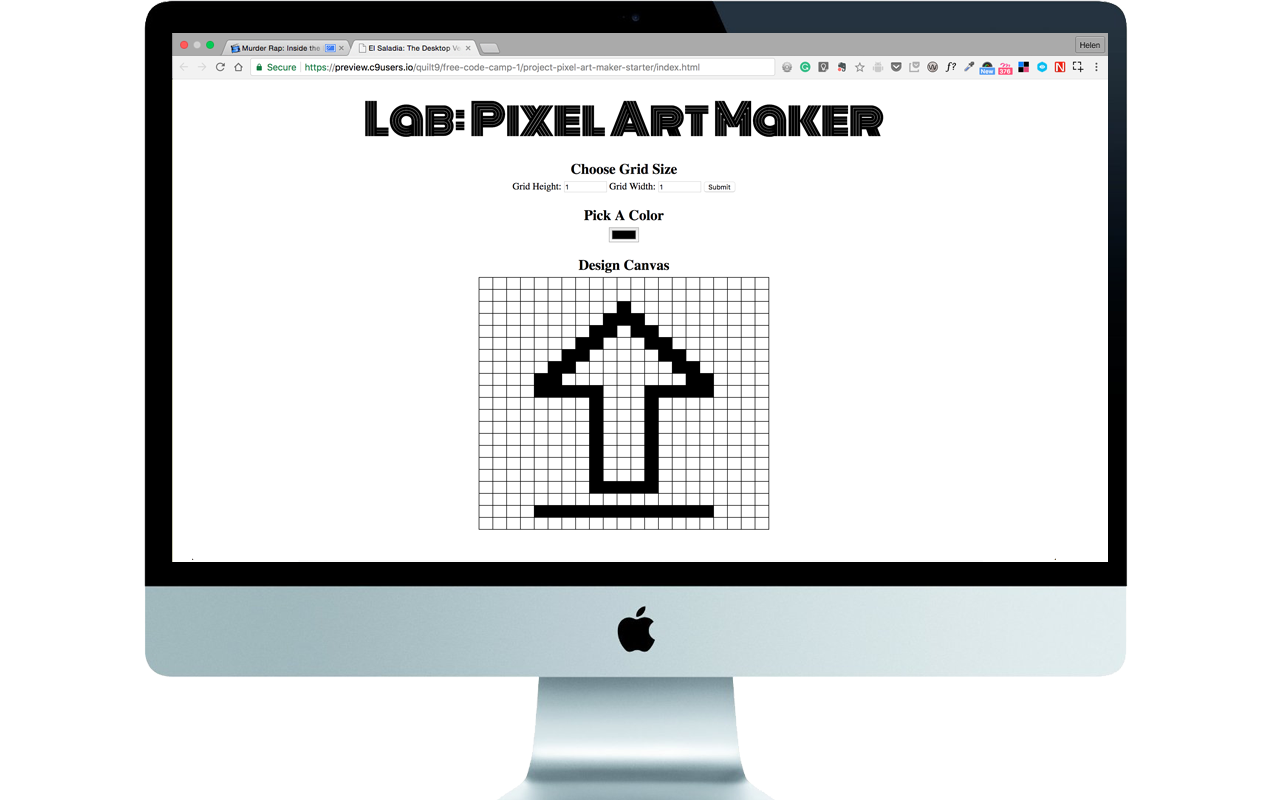 Murder Rap: Inside the
El Saladia: The Desktop Ve
Helen
Secure
https://preview.c9users.io/quilt9/free-code-camp-1/project-pixel-art-maker-starter/index.html
f?
New
376
Lab: Pixel Art Maker
Choose Grid Size
Grid Height: 1 Grid Width: 1 Submit
Pick A Color
Design Canvas